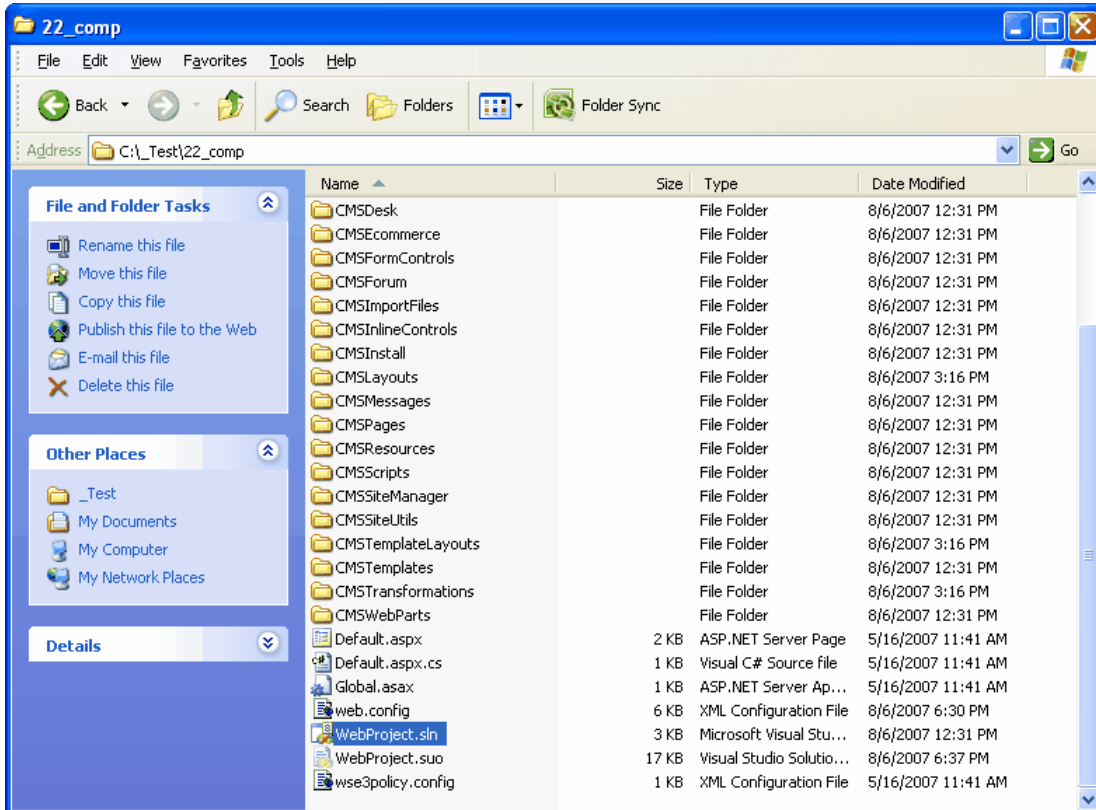 22_comp
File Edit View Favorites Tools Help
Back Search Folders Folder Sync
Address C:\_Test\22_comp Go
File and Folder Tasks
Rename this file
Move this file
Copy this file
Publish this file to the Web
E-mail this file
Delete this file
Other Places
_Test
My Documents
My Computer
My Network Places
Details
Name Size Type Date Modified
CMSDesk File Folder 8/6/2007 12:31 PM
CMSEcommerce File Folder 8/6/2007 12:31 PM
CMSFormControls File Folder 8/6/2007 12:31 PM
CMSForum File Folder 8/6/2007 12:31 PM
CMSImportFiles File Folder 8/6/2007 12:31 PM
CMSInlineControls File Folder 8/6/2007 12:31 PM
CMSInstall File Folder 8/6/2007 12:31 PM
CMSLayouts File Folder 8/6/2007 3:16 PM
CMSMessages File Folder 8/6/2007 12:31 PM
CMSPages File Folder 8/6/2007 12:31 PM
CMSResources File Folder 8/6/2007 12:31 PM
CMSScripts File Folder 8/6/2007 12:31 PM
CMSSiteManager File Folder 8/6/2007 12:31 PM
CMSSiteUtils File Folder 8/6/2007 12:31 PM
CMSTemplateLayouts File Folder 8/6/2007 3:16 PM
CMSTemplates File Folder 8/6/2007 12:31 PM
CMSTransformations File Folder 8/6/2007 3:16 PM
CMSWebParts File Folder 8/6/2007 12:31 PM
Default.aspx 2 KB ASP.NET Server Page 5/16/2007 11:41 AM
Default.aspx.cs 1 KB Visual C# Source file 5/16/2007 11:41 AM
Global.asax 1 KB ASP.NET Server Ap... 5/16/2007 11:41 AM
web.config 6 KB XML Configuration File 8/6/2007 6:30 PM
WebProject.sln 3 KB Microsoft Visual Stu... 8/6/2007 12:31 PM
WebProject.suo 17 KB Visual Studio Solutio... 8/6/2007 6:37 PM
wse3policy.config 1 KB XML Configuration File 5/16/2007 11:41 AM